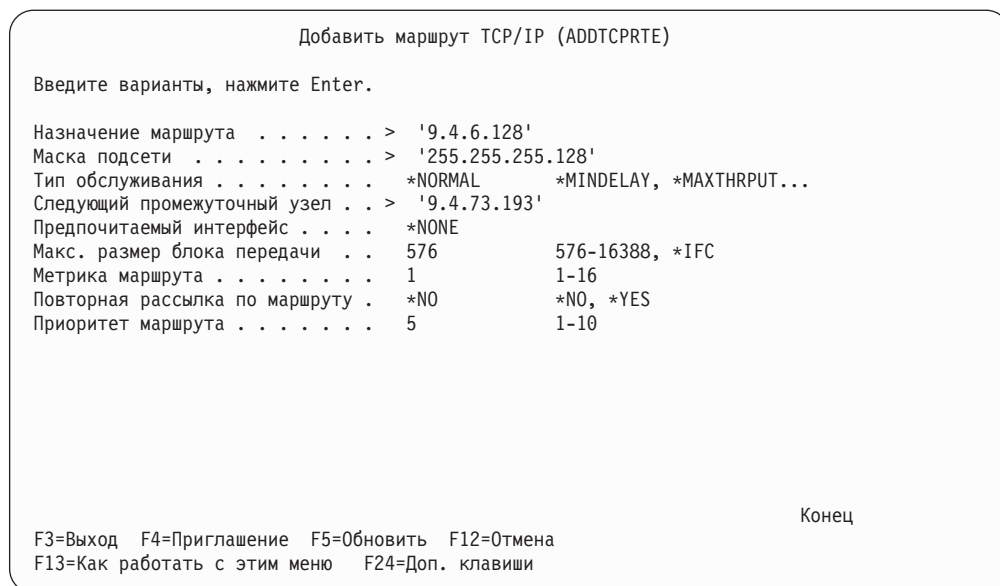 Добавить маршрут TCP/IP (ADDTCPRTE)
Введите варианты, нажмите Enter.
Назначение маршрута . . . . . . > '9.4.6.128'
Маска подсети . . . . . . . . . > '255.255.255.128'
Тип обслуживания . . . . . . . . *NORMAL *MINDELAY, *MAXTHRPUT...
Следующий промежуточный узел . . > '9.4.73.193'
Предпочитаемый интерфейс . . . . *NONE
Макс. размер блока передачи . . 576 576-16388, *IFC
Метрика маршрута . . . . . . . . 1 1-16
Повторная рассылка по маршруту . *NO *NO, *YES
Приоритет маршрута . . . . . . . 5 1-10
Конец
F3=Выход F4=Приглашение F5=Обновить F12=Отмена
F13=Как работать с этим меню F24=Доп. клавиши